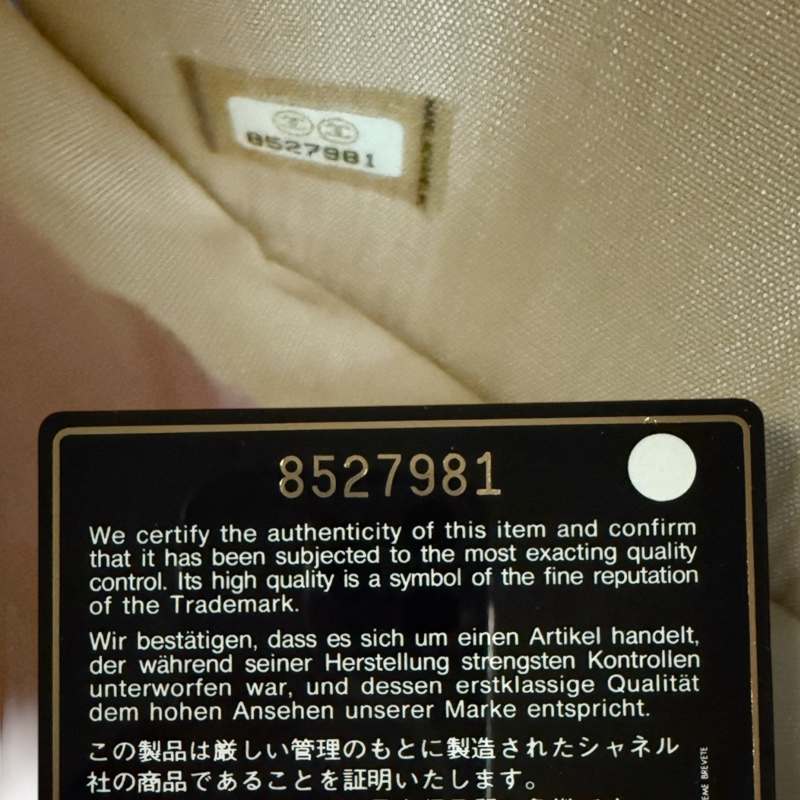 8527981
8527981
We certify the authenticity of this item and confirm
that it has been subjected to the most exacting quality
control. Its high quality is a symbol of the fine reputation
of the Trademark.
Wir bestätigen, dass es sich um einen Artikel handelt,
der während seiner Herstellung strengsten Kontrollen
unterworfen war, und dessen erstklassige Qualität
dem hohen Ansehen unserer Marke entspricht.
この製品は厳しい管理のもとに製造されたシャネル
社の商品であることを証明いたします。
BREVETE